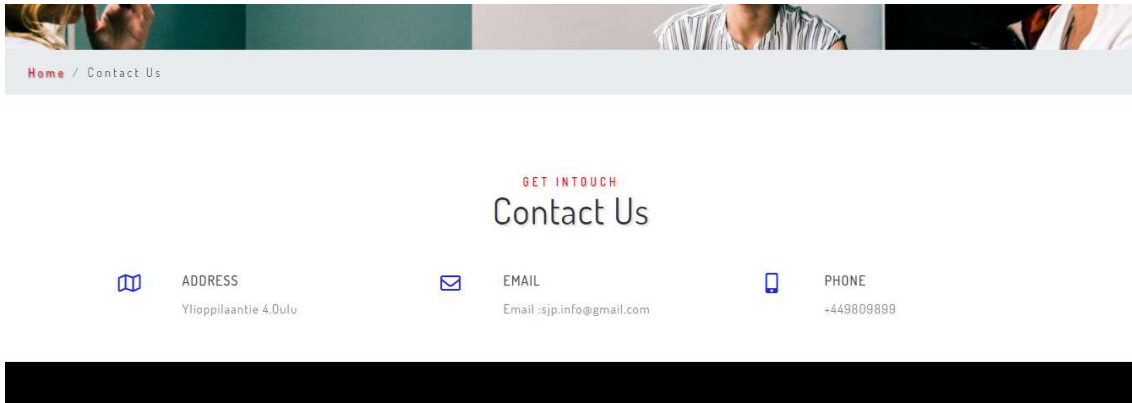 Home / Contact Us
GET INTOUCH
Contact Us
ADDRESS
Ylioppilaantie 4,Oulu
EMAIL
Email :sjp.info@gmail.com
PHONE
+449809899